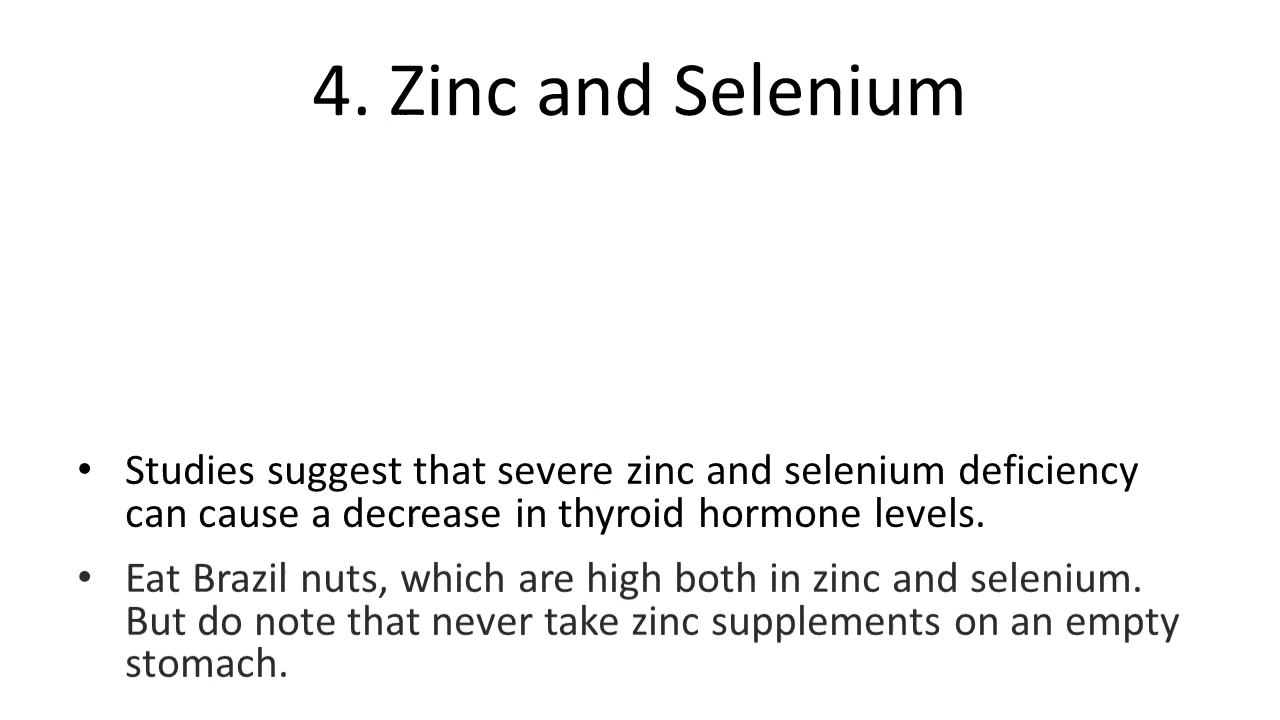 4. Zinc and Selenium
• Studies suggest that severe zinc and selenium deficiency
can cause a decrease in thyroid hormone levels.
• Eat Brazil nuts, which are high both in zinc and selenium.
But do note that never take zinc supplements on an empty
stomach.